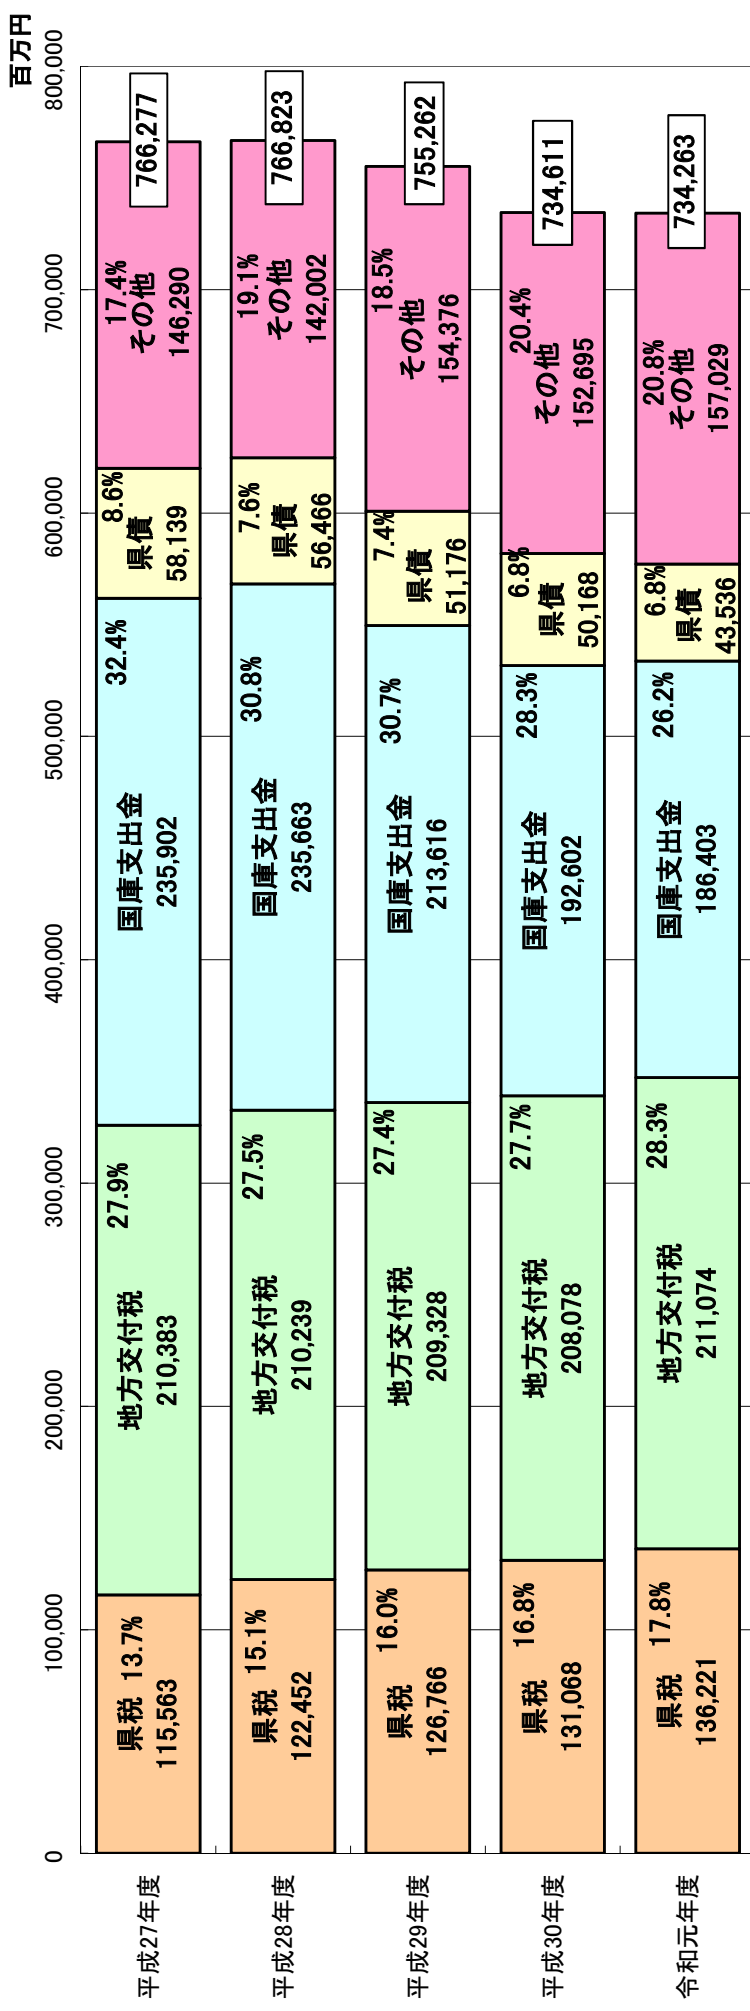 百万円
0
100,000
200,000
300,000
400,000
500,000
600,000
700,000
800,000
平成27年度
県税 13.7%
115,563
27.9%
地方交付税
210,383
32.4%
国庫支出金
235,902
8.6%
県債
58,139
17.4%
その他
146,290
766,277
平成28年度
15.1%
県税
122,452
27.5%
地方交付税
210,239
30.8%
国庫支出金
235,663
7.6%
県債
56,466
19.1%
その他
142,002
766,823
平成29年度
16.0%
県税
126,766
27.4%
地方交付税
209,328
30.7%
国庫支出金
213,616
7.4%
県債
51,176
18.5%
その他
154,376
755,262
平成30年度
16.8%
県税
131,068
27.7%
地方交付税
208,078
28.3%
国庫支出金
192,602
6.8%
県債
50,168
20.4%
その他
152,695
734,611
令和元年度
17.8%
県税
136,221
28.3%
地方交付税
211,074
26.2%
国庫支出金
186,403
6.8%
県債
43,536
20.8%
その他
157,029
734,263